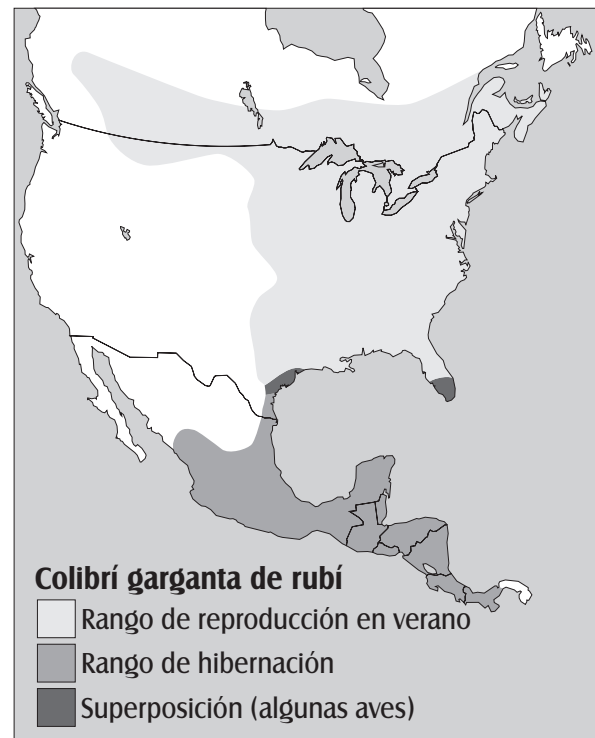 Colibrí garganta de rubí
Rango de reproducción en verano
Rango de hibernación
Superposición (algunas aves)